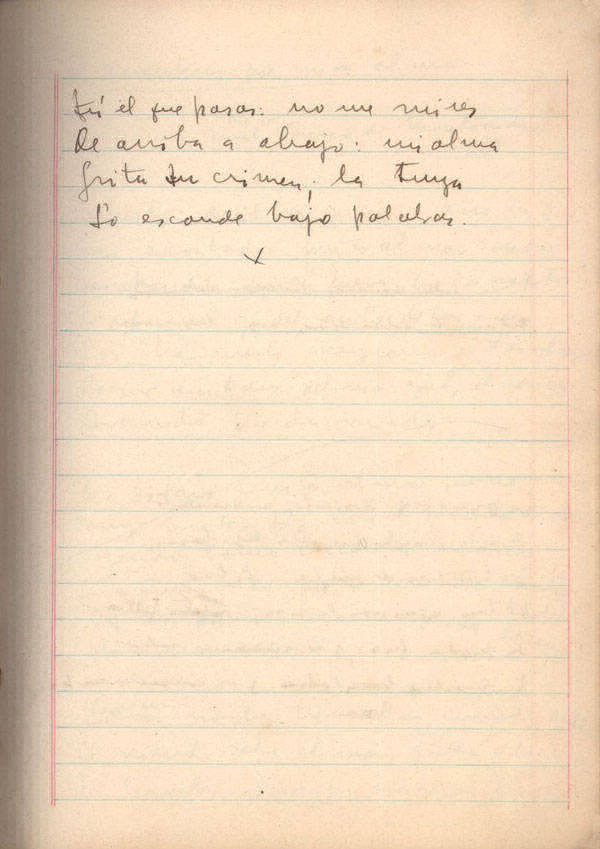 tú el que pasas: no me mires
De arriba a abajo: mi alma
grita su crimen; la tuya
Lo esconde bajo palabras.
x